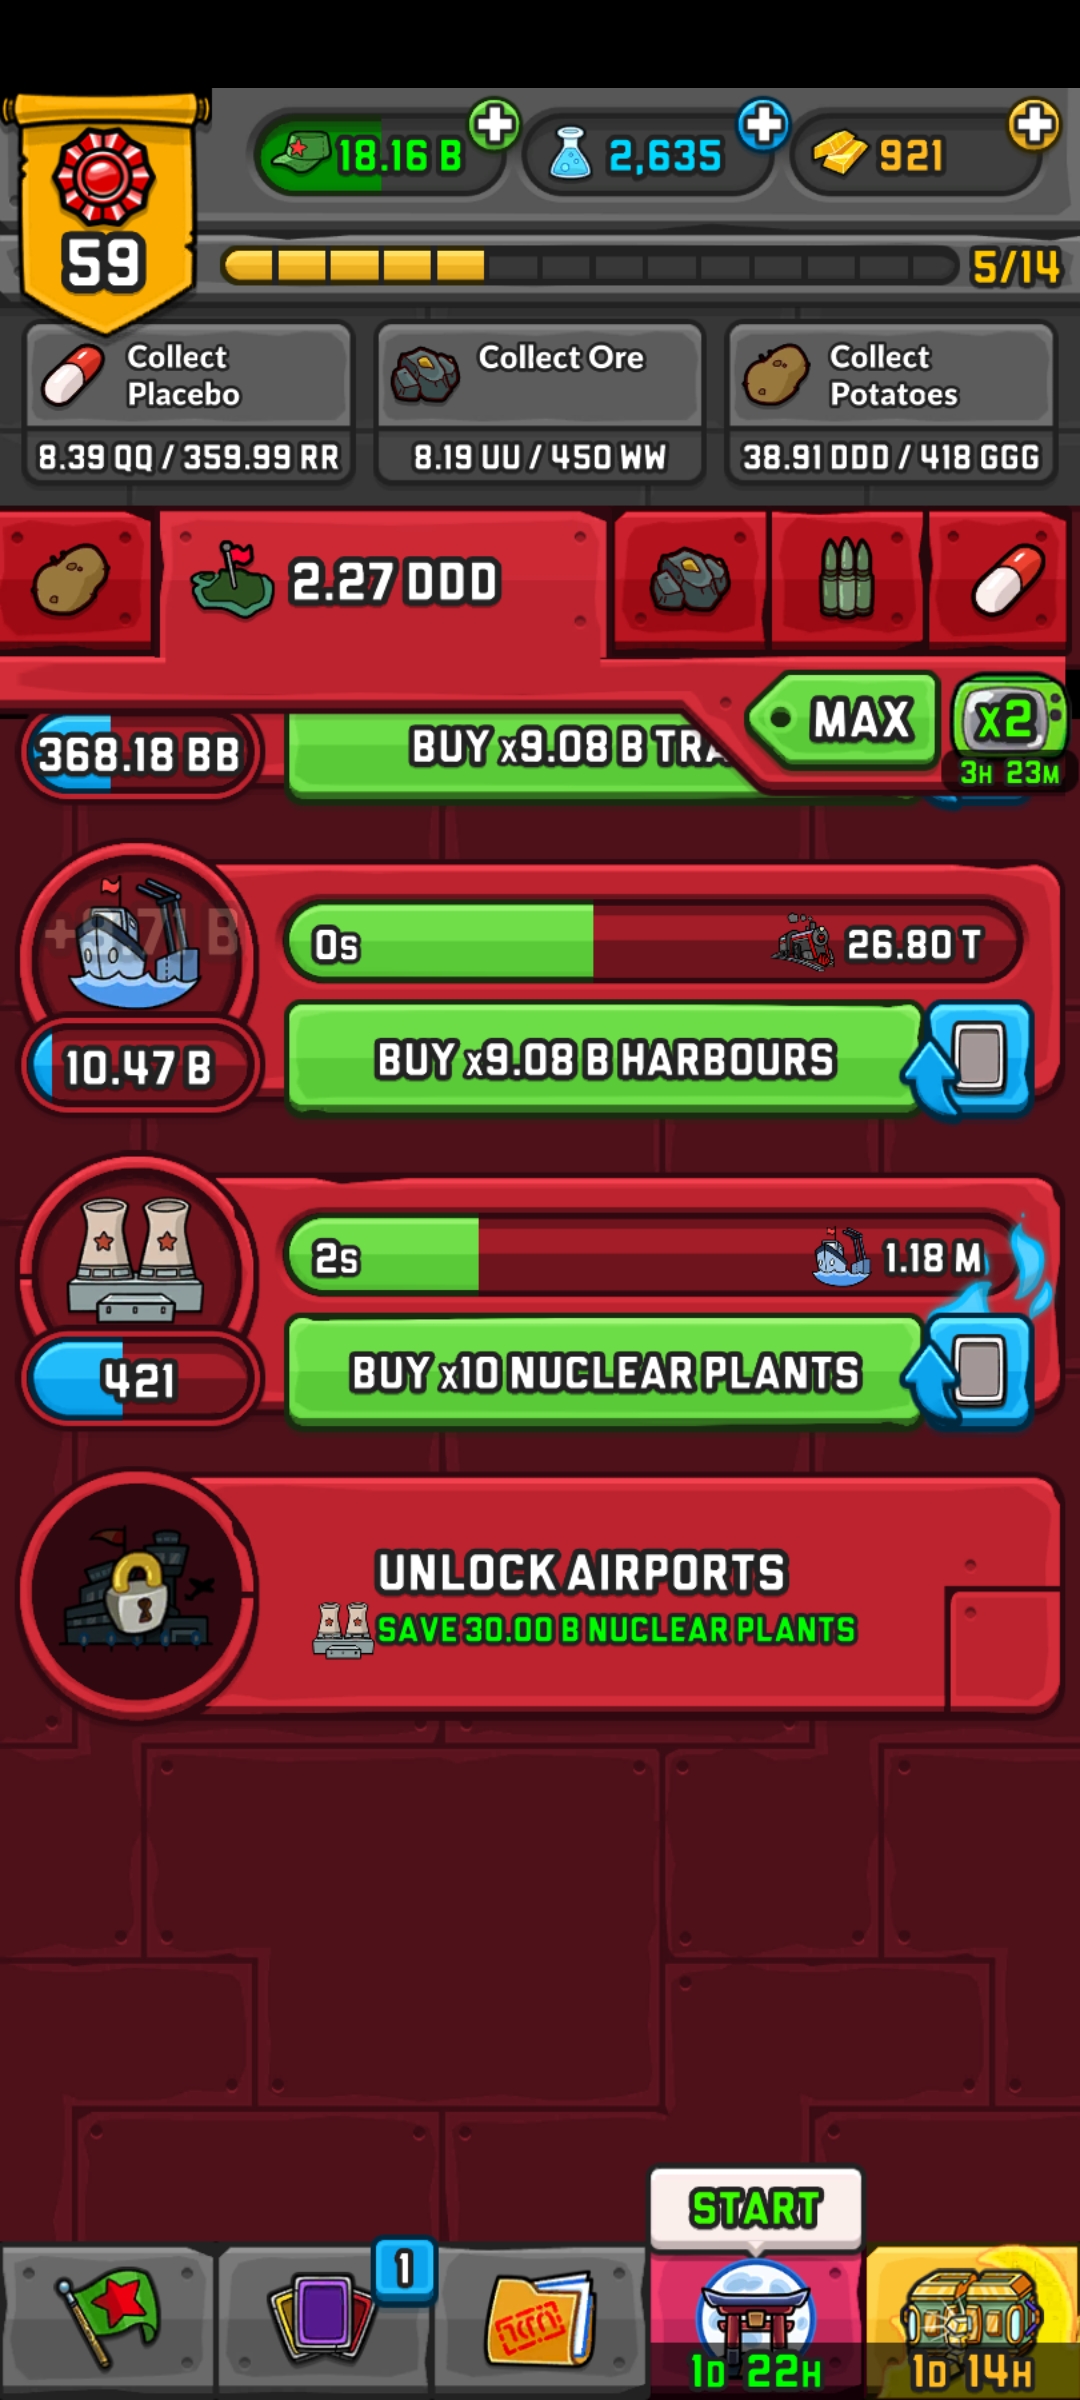 18.16 B
2,635
921
59
5/14
Collect
Placebo
8.39 QQ / 359.99 RR
Collect Ore
8.19 UU / 450 WW
Collect
Potatoes
38.91 DDD / 418 GGG
2.27 DDD
MAX
x2
3H 23M
368.18 BB
BUY x9.08 B
10.47 B
0s
26.80 T
BUY x9.08 B HARBOURS
421
2s
1.18 M
BUY x10 NUCLEAR PLANTS
UNLOCK AIRPORTS
SAVE 30.00 B NUCLEAR PLANTS
START
1
1D 22H
1D 14H